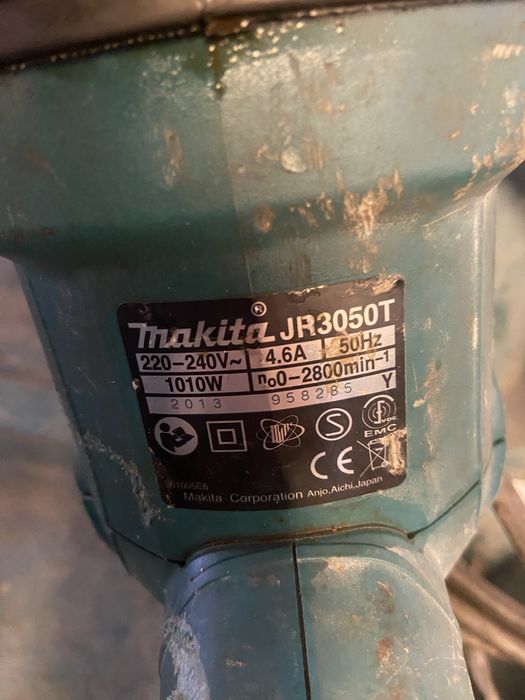 makita JR3050T
220-240V~ 4.6A 50Hz
1010W n₀0-2800min⁻¹
2013 958285 Y
S VDE
EMC
CE
Makita Corporation Anjo,Aichi,Japan